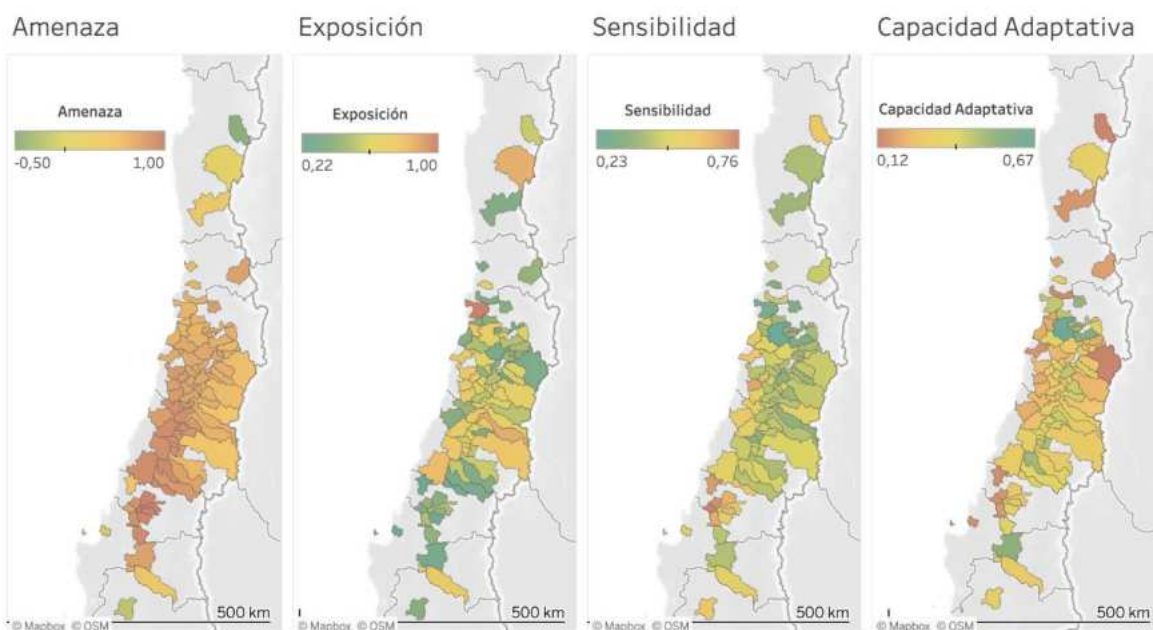 Amenaza
Exposición
Sensibilidad
Capacidad Adaptativa
Amenaza
-0,50 1,00
Exposición
0,22 1,00
Sensibilidad
0,23 0,76
Capacidad Adaptativa
0,12 0,67
500 km
500 km
500 km
500 km
© Mapbox © OSM
© Mapbox © OSM
© Mapbox © OSM
© Mapbox © OSM